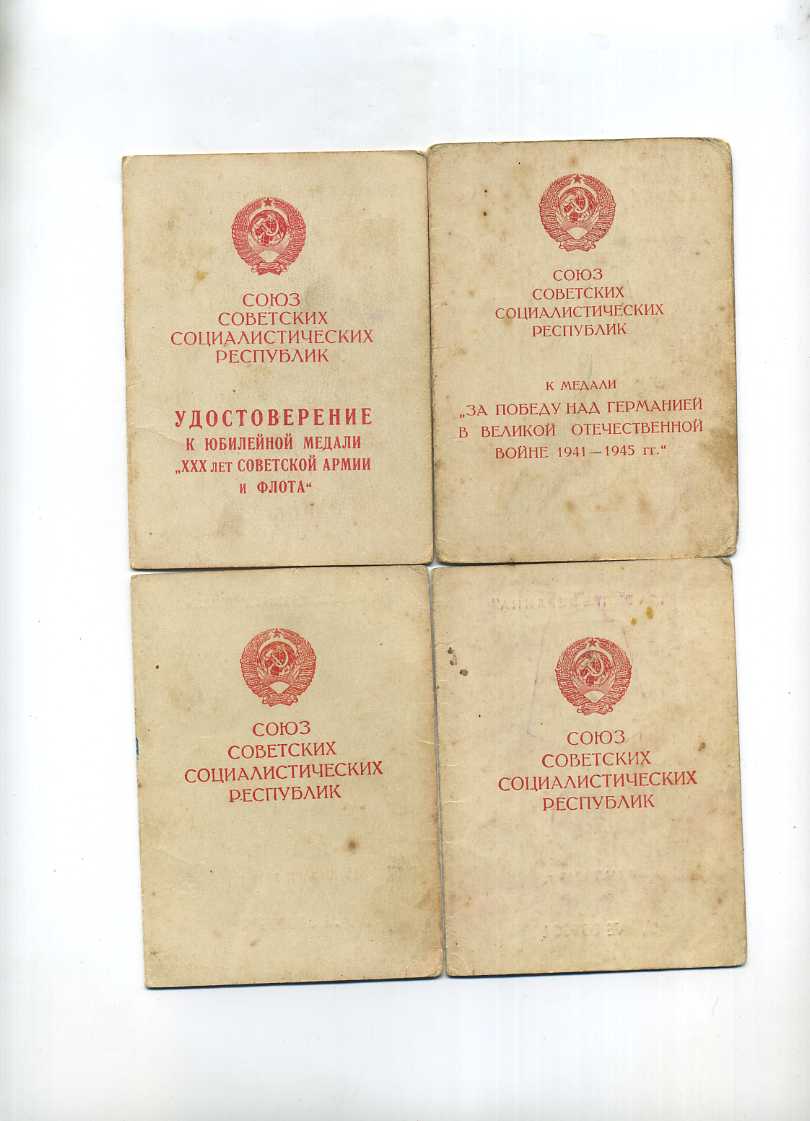 СОЮЗ
СОВЕТСКИХ
СОЦИАЛИСТИЧЕСКИХ
РЕСПУБЛИК
УДОСТОВЕРЕНИЕ
К ЮБИЛЕЙНОЙ МЕДАЛИ
„XXX ЛЕТ СОВЕТСКОЙ АРМИИ
И ФЛОТА“
СОЮЗ
СОВЕТСКИХ
СОЦИАЛИСТИЧЕСКИХ
РЕСПУБЛИК
К МЕДАЛИ
„ЗА ПОБЕДУ НАД ГЕРМАНИЕЙ
В ВЕЛИКОЙ ОТЕЧЕСТВЕННОЙ
ВОЙНЕ 1941—1945 гг.“
СОЮЗ
СОВЕТСКИХ
СОЦИАЛИСТИЧЕСКИХ
РЕСПУБЛИК
СОЮЗ
СОВЕТСКИХ
СОЦИАЛИСТИЧЕСКИХ
РЕСПУБЛИК